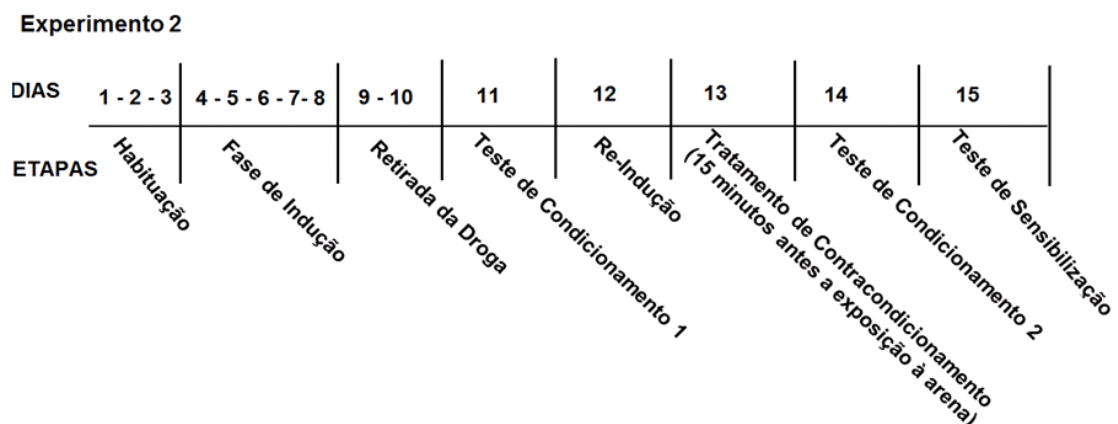 Experimento 2
DIAS
1 - 2 - 3
4 - 5 - 6 - 7- 8
9 - 10
11
12
13
14
15
ETAPAS
Habituação
Fase de Indução
Retirada da Droga
Teste de Condicionamento 1
Re-Indução
Tratamento de Contracondicionamento
(15 minutos antes a exposição à arena)
Teste de Condicionamento 2
Teste de Sensibilização